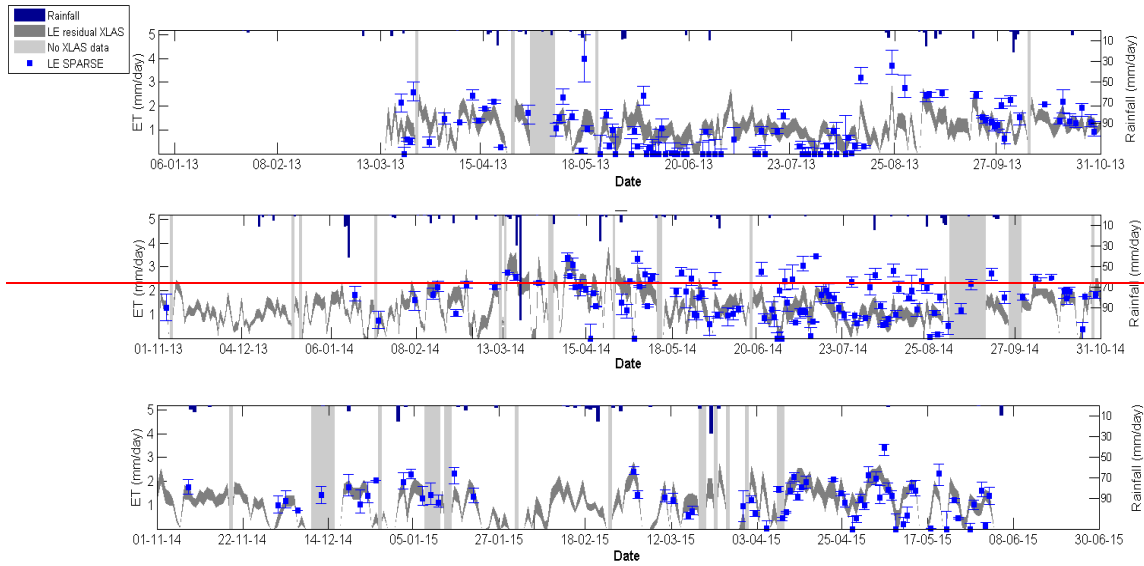 Rainfall
LE residual XLAS
No XLAS data
LE SPARSE
ET (mm/day)
5
4
3
2
1
10
30
50
70
90
Rainfall (mm/day)
06-01-13 08-02-13 13-03-13 15-04-13 18-05-13 20-06-13 23-07-13 25-08-13 27-09-13 31-10-13
Date
ET (mm/day)
5
4
3
2
1
10
30
50
70
90
Rainfall (mm/day)
01-11-13 04-12-13 06-01-14 08-02-14 13-03-14 15-04-14 18-05-14 20-06-14 23-07-14 25-08-14 27-09-14 31-10-14
Date
ET (mm/day)
5
4
3
2
1
10
30
50
70
90
Rainfall (mm/day)
01-11-14 22-11-14 14-12-14 05-01-15 27-01-15 18-02-15 12-03-15 03-04-15 25-04-15 17-05-15 08-06-15 30-06-15
Date